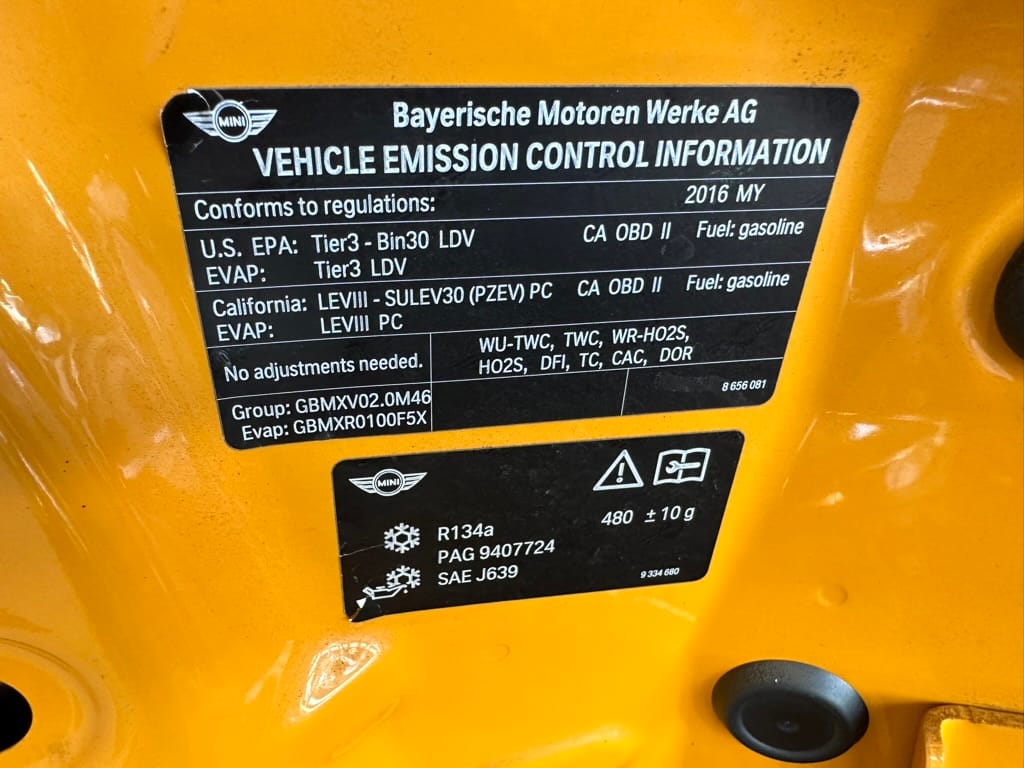 MINI
Bayerische Motoren Werke AG
VEHICLE EMISSION CONTROL INFORMATION
Conforms to regulations: 2016 MY
U.S. EPA: Tier3 - Bin30 LDV CA OBD II Fuel: gasoline
EVAP: Tier3 LDV
California: LEVIII - SULEV30 (PZEV) PC CA OBD II Fuel: gasoline
EVAP: LEVIII PC
No adjustments needed.
WU-TWC, TWC, WR-HO2S,
HO2S, DFI, TC, CAC, DOR
Group: GBMXV02.0M46
Evap: GBMXR0100F5X
8 656 081
MINI
R134a 480 ± 10 g
PAG 9407724
SAE J639
9 334 680